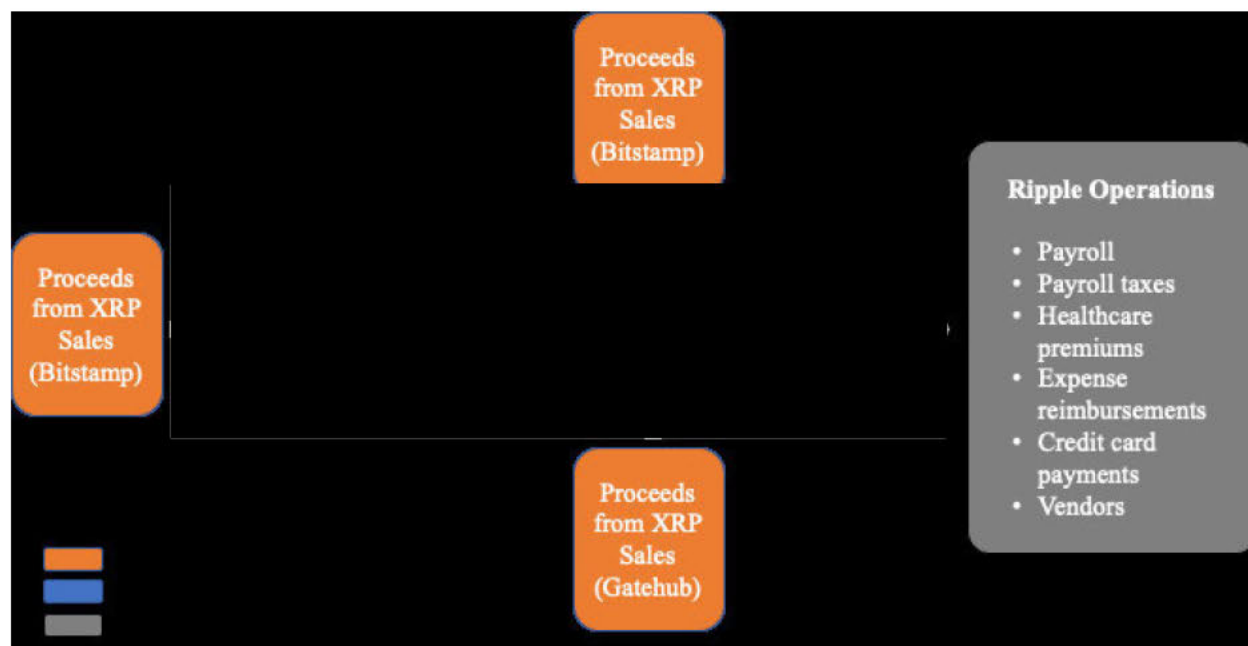 Proceeds
from XRP
Sales
(Bitstamp)
Proceeds
from XRP
Sales
(Bitstamp)
Proceeds
from XRP
Sales
(Gatehub)
Ripple Operations
• Payroll
• Payroll taxes
• Healthcare
premiums
• Expense
reimbursements
• Credit card
payments
• Vendors